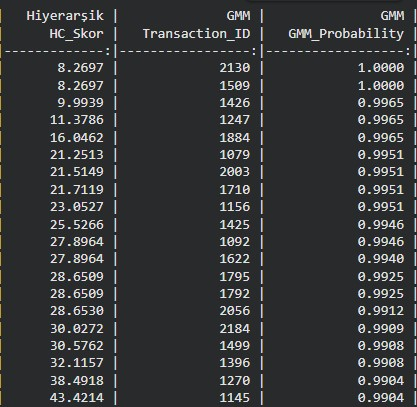 Hiyerarşik | GMM | GMM |
HC_Skor | Transaction_ID | GMM_Probability |
-------------:|-----------------:|------------------:|
8.2697 | 2130 | 1.0000 |
8.2697 | 1509 | 1.0000 |
9.9939 | 1426 | 0.9965 |
11.3786 | 1247 | 0.9965 |
16.0462 | 1884 | 0.9965 |
21.2513 | 1079 | 0.9951 |
21.5149 | 2003 | 0.9951 |
21.7119 | 1710 | 0.9951 |
23.0527 | 1156 | 0.9951 |
25.5266 | 1425 | 0.9946 |
27.8964 | 1092 | 0.9946 |
27.8964 | 1622 | 0.9940 |
28.6509 | 1795 | 0.9925 |
28.6509 | 1792 | 0.9925 |
28.6530 | 2056 | 0.9912 |
30.0272 | 2184 | 0.9909 |
30.5762 | 1499 | 0.9908 |
32.1157 | 1396 | 0.9908 |
38.4918 | 1270 | 0.9904 |
43.4214 | 1145 | 0.9904 |